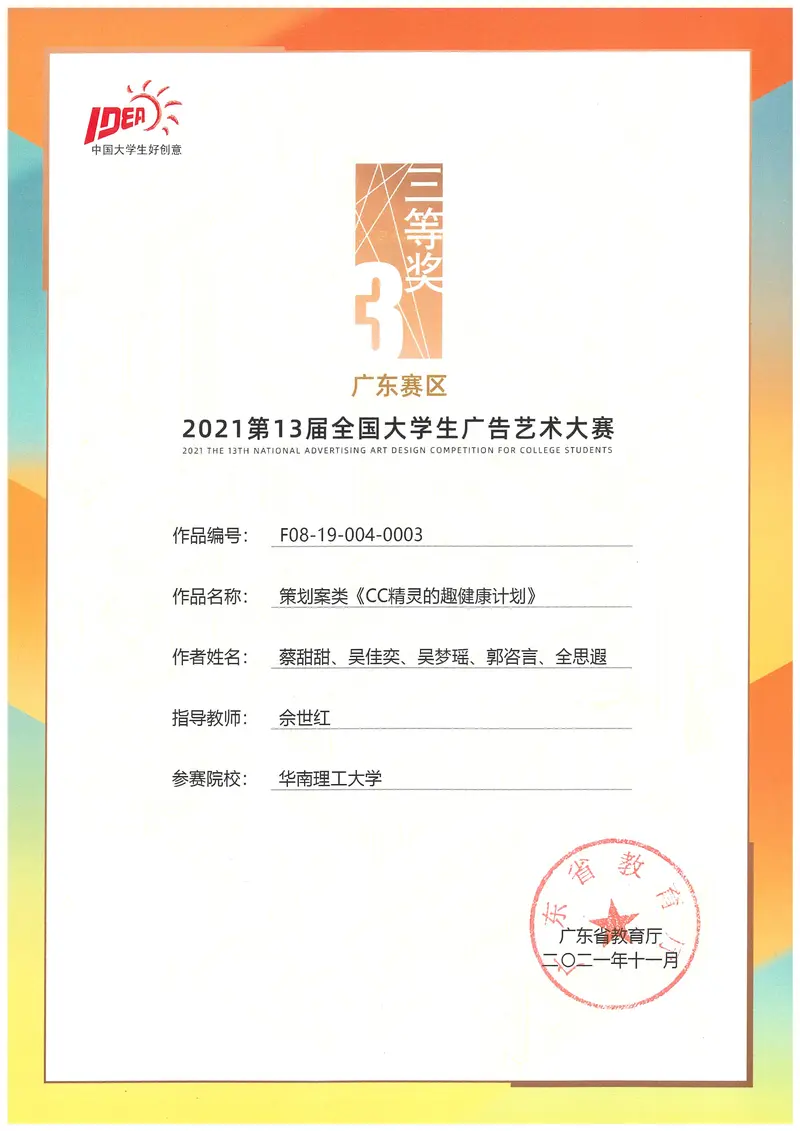 IDEA
中国大学生好创意
三等奖
3
广东赛区
2021第13届全国大学生广告艺术大赛
2021 THE 13TH NATIONAL ADVERTISING ART DESIGN COMPETITION FOR COLLEGE STUDENTS
作品编号： F08-19-004-0003
作品名称： 策划案类《CC精灵的趣健康计划》
作者姓名： 蔡甜甜、吴佳奕、吴梦瑶、郭咨言、全思遐
指导教师： 佘世红
参赛院校： 华南理工大学
广东省教育厅
广东省教育厅
二〇二一年十一月